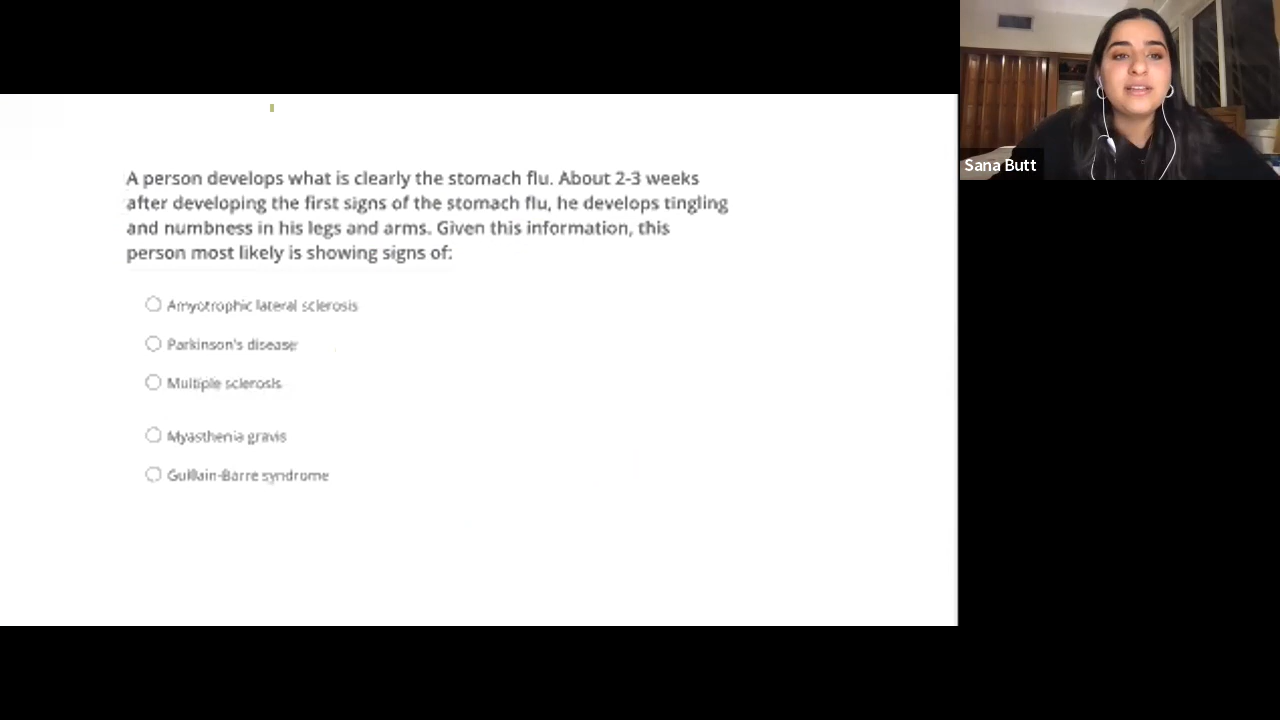 A person develops what is clearly the stomach flu. About 2-3 weeks
after developing the first signs of the stomach flu, he develops tingling
and numbness in his legs and arms. Given this information, this
person most likely is showing signs of:
Amyotrophic lateral sclerosis
Parkinson's disease
Multiple sclerosis
Myasthenia gravis
Guillain-Barre syndrome
Sana Butt